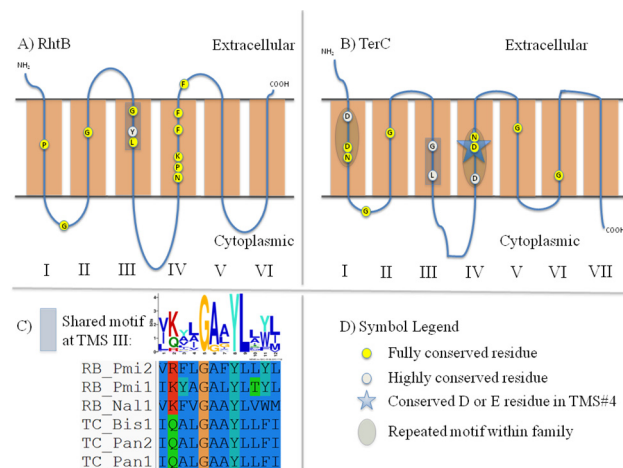 A) RhtB
Extracellular
NH2
COOH
F
G F
Y F
P G L K
P
N
G
Cytoplasmic
I II III IV V VI
B) TerC
Extracellular
NH2
D N G
G G D
D
N
L D G
G
COOH
Cytoplasmic
I II III IV V VI VII
C) Shared motif
at TMS III:
RB_Pmi2 VRFLGAFYLLYL
RB_Pmi1 IKYAGALYLTYL
RB_Nal1 VKFVGAAYLVWM
TC_Bis1 IQALGAAYLLFI
TC_Pan2 IQALGAAYLLFI
TC_Pan1 IQALGAAYLLFI
D) Symbol Legend
Fully conserved residue
Highly conserved residue
Conserved D or E residue in TMS#4
Repeated motif within family